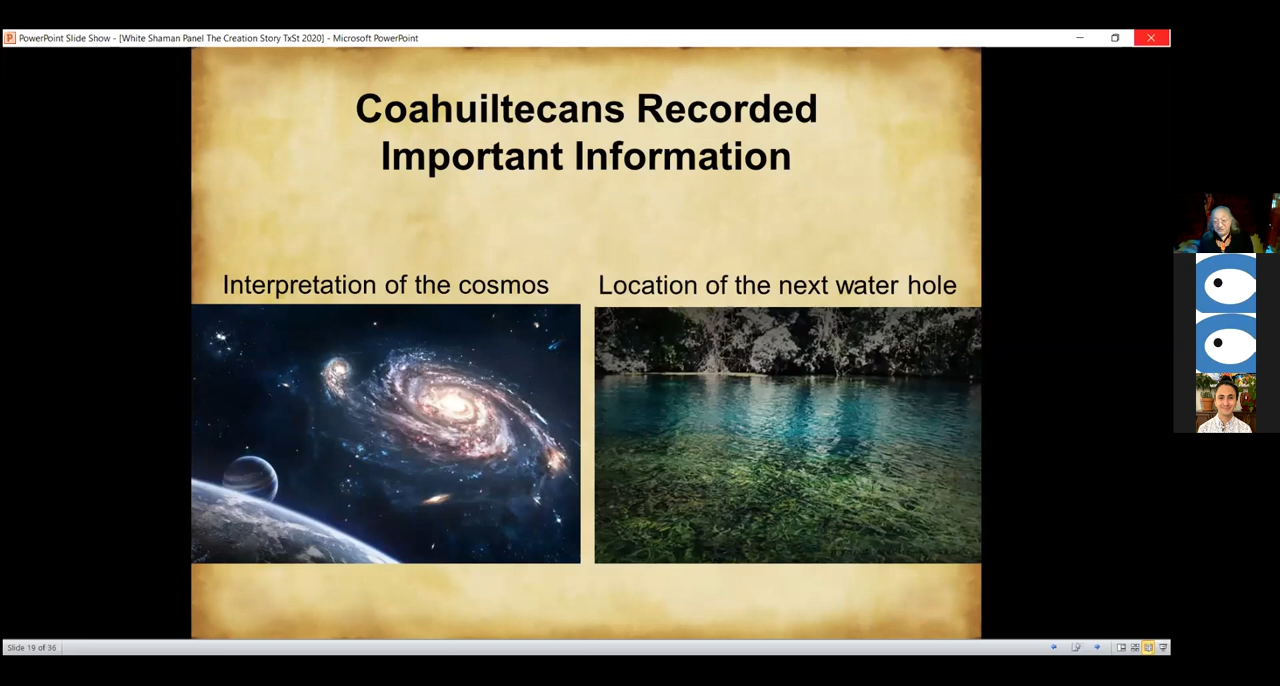 PowerPoint Slide Show - [White Shaman Panel The Creation Story TxSt 2020] - Microsoft PowerPoint
Coahuiltecans Recorded
Important Information
Interpretation of the cosmos
Location of the next water hole
Slide 19 of 36